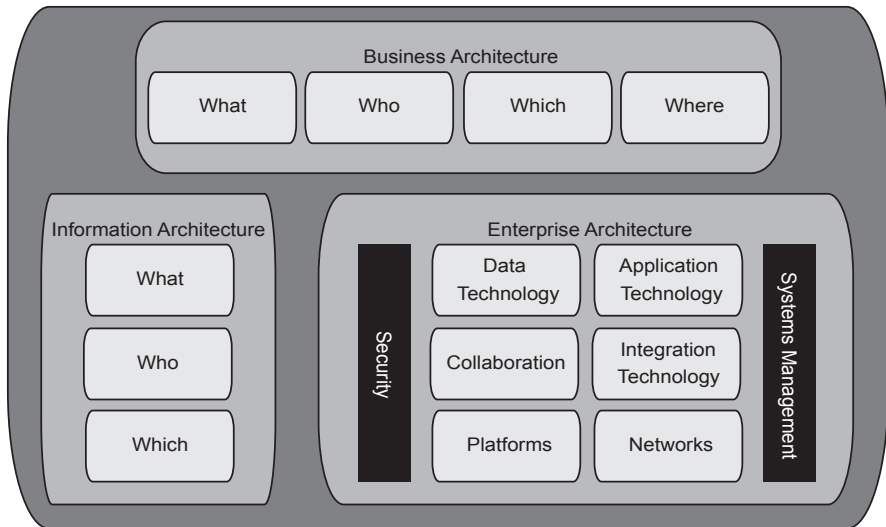 Business Architecture
What
Who
Which
Where
Information Architecture
What
Who
Which
Enterprise Architecture
Security
Data
Technology
Application
Technology
Collaboration
Integration
Technology
Platforms
Networks
Systems Management